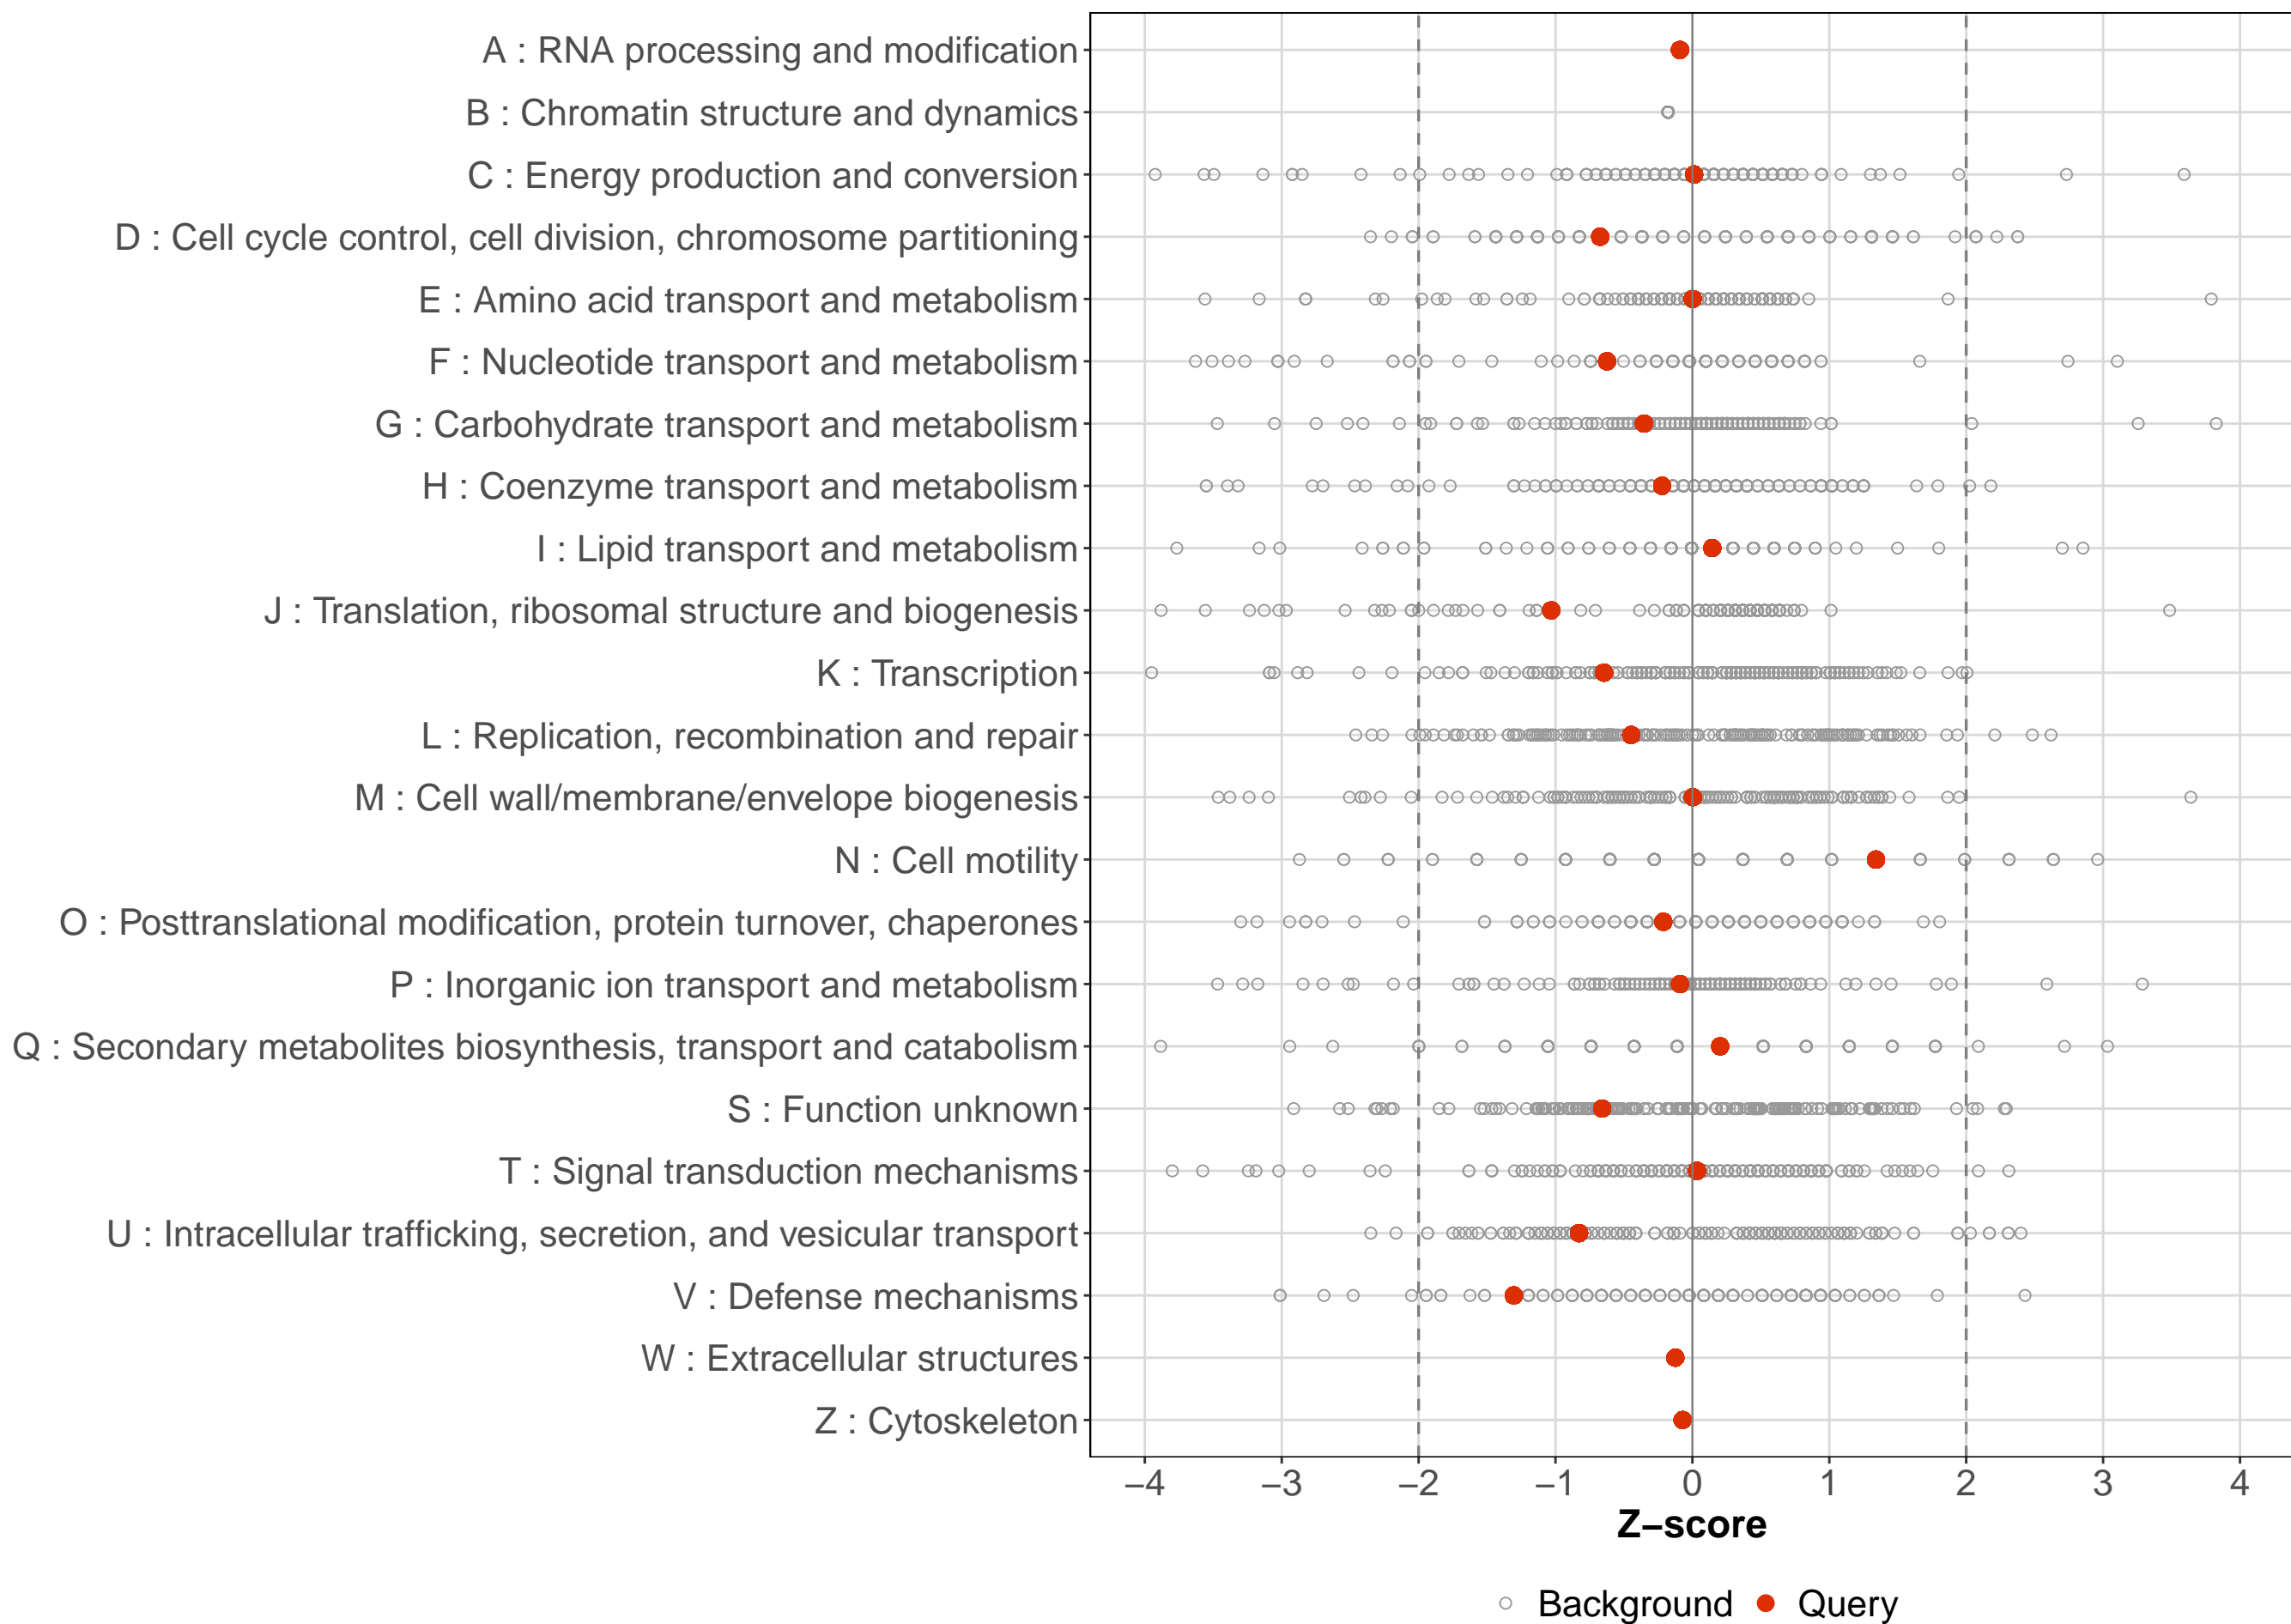 A : RNA processing and modification
B : Chromatin structure and dynamics
C : Energy production and conversion
D : Cell cycle control, cell division, chromosome partitioning
E : Amino acid transport and metabolism
F : Nucleotide transport and metabolism
G : Carbohydrate transport and metabolism
H : Coenzyme transport and metabolism
I : Lipid transport and metabolism
J : Translation, ribosomal structure and biogenesis
K : Transcription
L : Replication, recombination and repair
M : Cell wall/membrane/envelope biogenesis
N : Cell motility
O : Posttranslational modification, protein turnover, chaperones
P : Inorganic ion transport and metabolism
Q : Secondary metabolites biosynthesis, transport and catabolism
S : Function unknown
T : Signal transduction mechanisms
U : Intracellular trafficking, secretion, and vesicular transport
V : Defense mechanisms
W : Extracellular structures
Z : Cytoskeleton
−4 −3 −2 −1 0 1 2 3 4
Z−score
Background Query